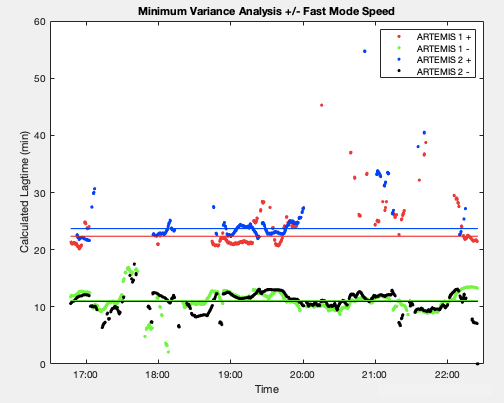 Minimum Variance Analysis +/- Fast Mode Speed
60
50
40
30
20
10
0
Calculated Lagtime (min)
ARTEMIS 1 +
ARTEMIS 1 -
ARTEMIS 2 +
ARTEMIS 2 -
17:00 18:00 19:00 20:00 21:00 22:00
Time